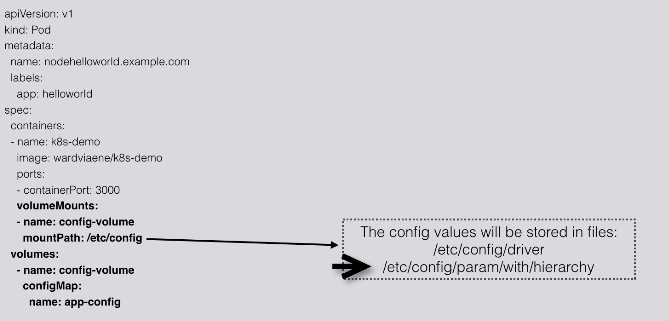 apiVersion: v1
kind: Pod
metadata:
  name: nodehelloworld.example.com
  labels:
    app: helloworld
spec:
  containers:
  - name: k8s-demo
    image: wardviaene/k8s-demo
    ports:
    - containerPort: 3000
    volumeMounts:
    - name: config-volume
      mountPath: /etc/config
  volumes:
    - name: config-volume
      configMap:
        name: app-config
The config values will be stored in files:
/etc/config/driver
/etc/config/param/with/hierarchy